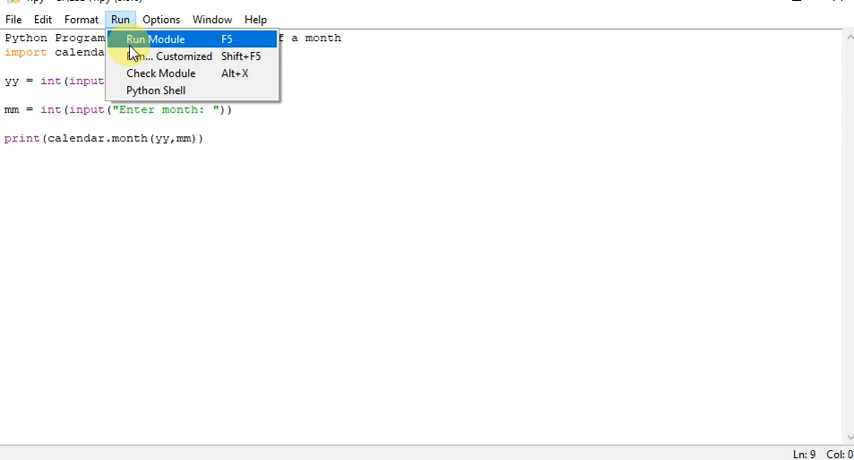 File Edit Format Run Options Window Help
Python Program f a month
Run Module F5
import calenda
Customized Shift+F5
Check Module Alt+X
yy = int(input
Python Shell
mm = int(input("Enter month: "))
print(calendar.month(yy,mm))
Ln: 9 Col: 0